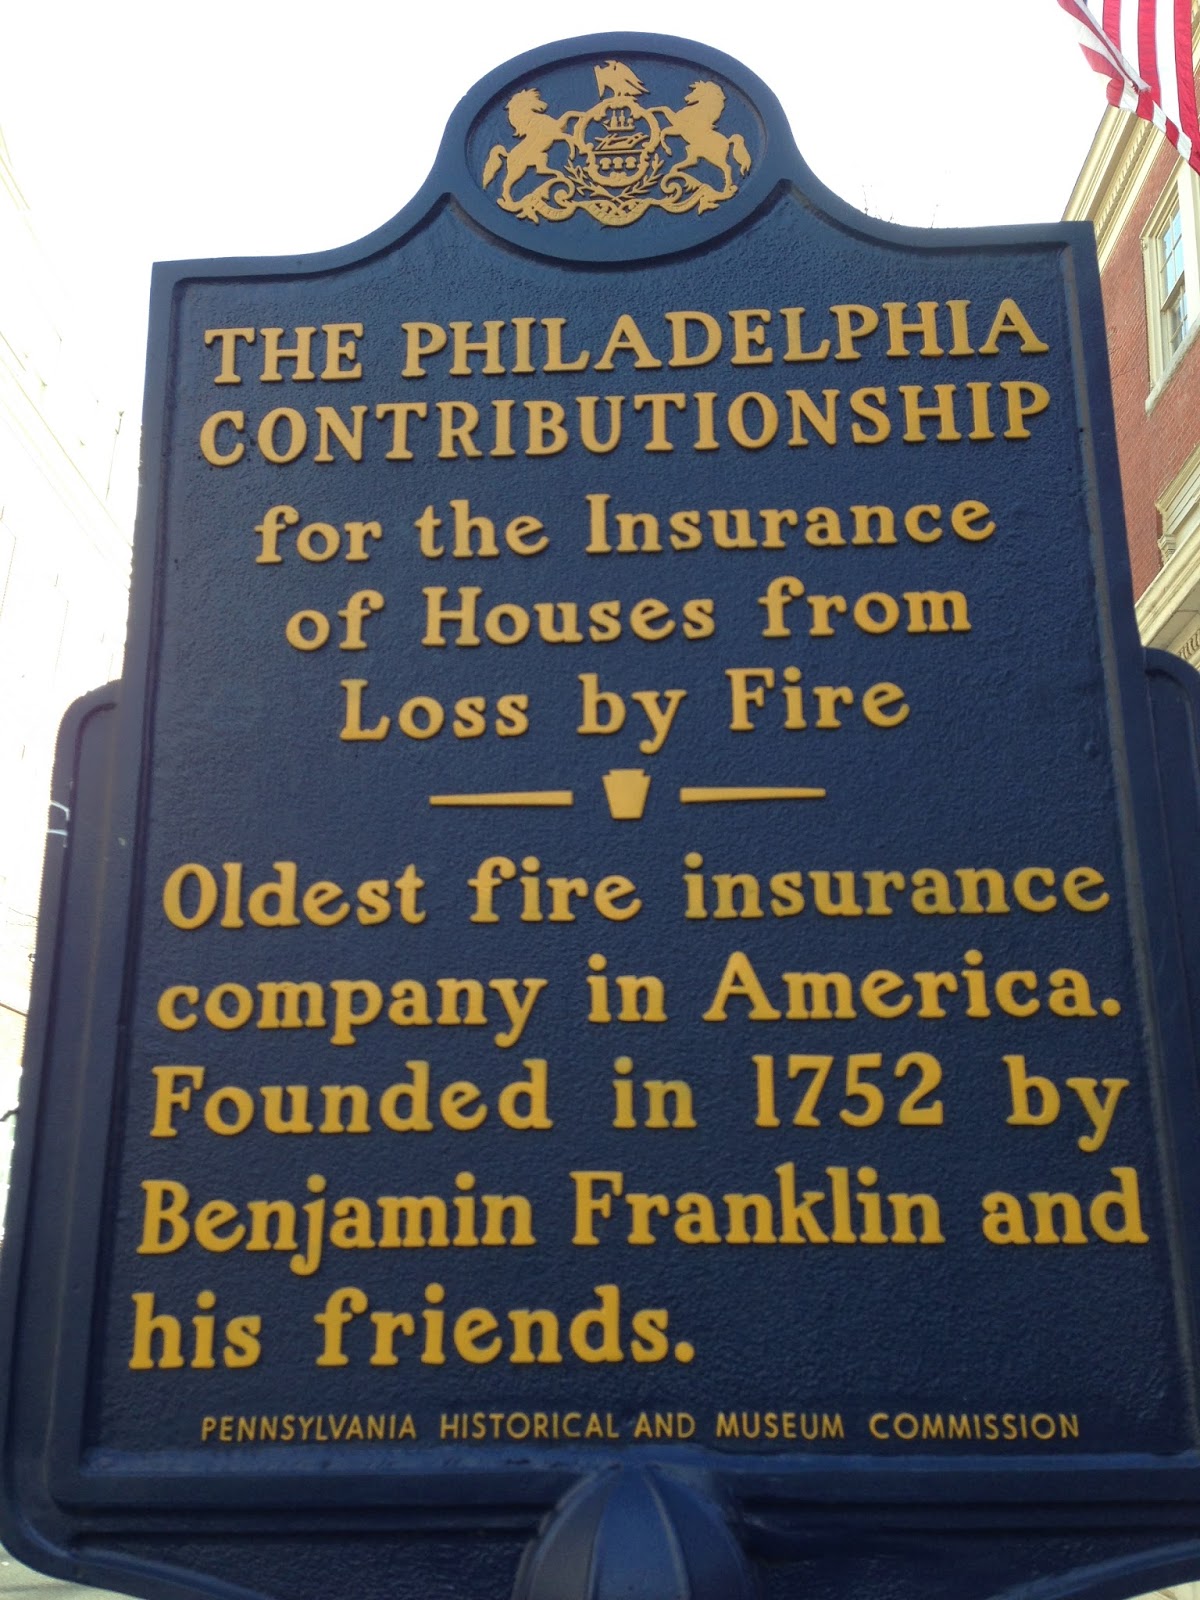 THE PHILADELPHIA
CONTRIBUTIONSHIP
for the Insurance
of Houses from
Loss by Fire
Oldest fire insurance
company in America.
Founded in 1752 by
Benjamin Franklin and
his friends.
PENNSYLVANIA HISTORICAL AND MUSEUM COMMISSION